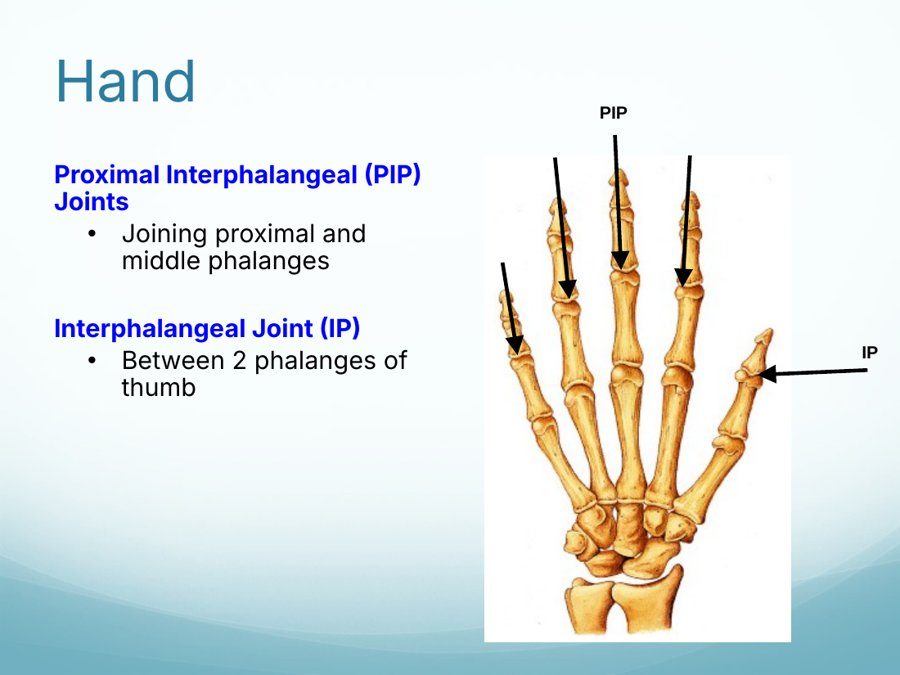 Hand
PIP
Proximal Interphalangeal (PIP)
Joints
• Joining proximal and
middle phalanges
Interphalangeal Joint (IP)
• Between 2 phalanges of
thumb
IP